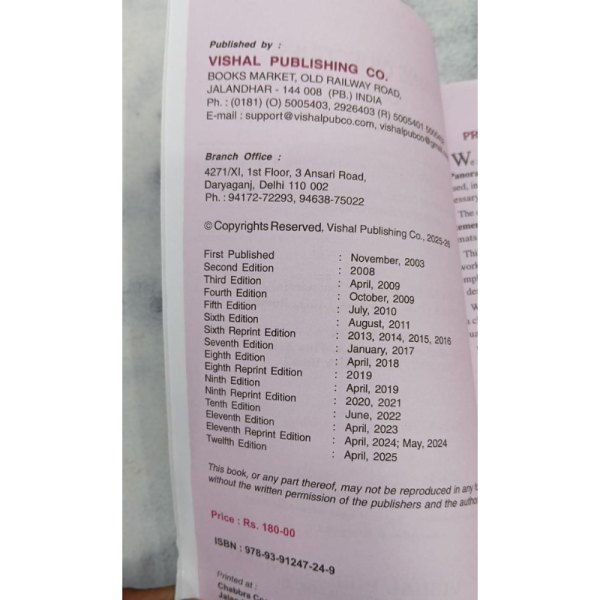 Published by :
VISHAL PUBLISHING CO.
BOOKS MARKET, OLD RAILWAY ROAD,
JALANDHAR - 144 008 (PB.) INDIA
Ph. : (0181) (O) 5005403, 2926403 (R) 5005401
E-mail : support@vishalpubco.com,
Branch Office :
4271/XI, 1st Floor, 3 Ansari Road,
Daryaganj, Delhi 110 002
Ph. : 94172-72293, 94638-75022
© Copyrights Reserved, Vishal Publishing Co., 2025-26
First Published : November, 2003
Second Edition : 2008
Third Edition : April, 2009
Fourth Edition : October, 2009
Fifth Edition : July, 2010
Sixth Edition : August, 2011
Sixth Reprint Edition : 2013, 2014, 2015, 2016
Seventh Edition : January, 2017
Eighth Edition : April, 2018
Eighth Reprint Edition : 2019
Ninth Edition : April, 2019
Ninth Reprint Edition : 2020, 2021
Tenth Edition : June, 2022
Eleventh Edition : April, 2023
Eleventh Reprint Edition : April, 2024; May, 2024
Twelfth Edition : April, 2025
This book, or any part thereof, may not be reproduced in any
without the written permission of the publishers and the
Price : Rs. 180-00
ISBN : 978-93-91247-24-9
Printed at :
Chabbra
We
in
The